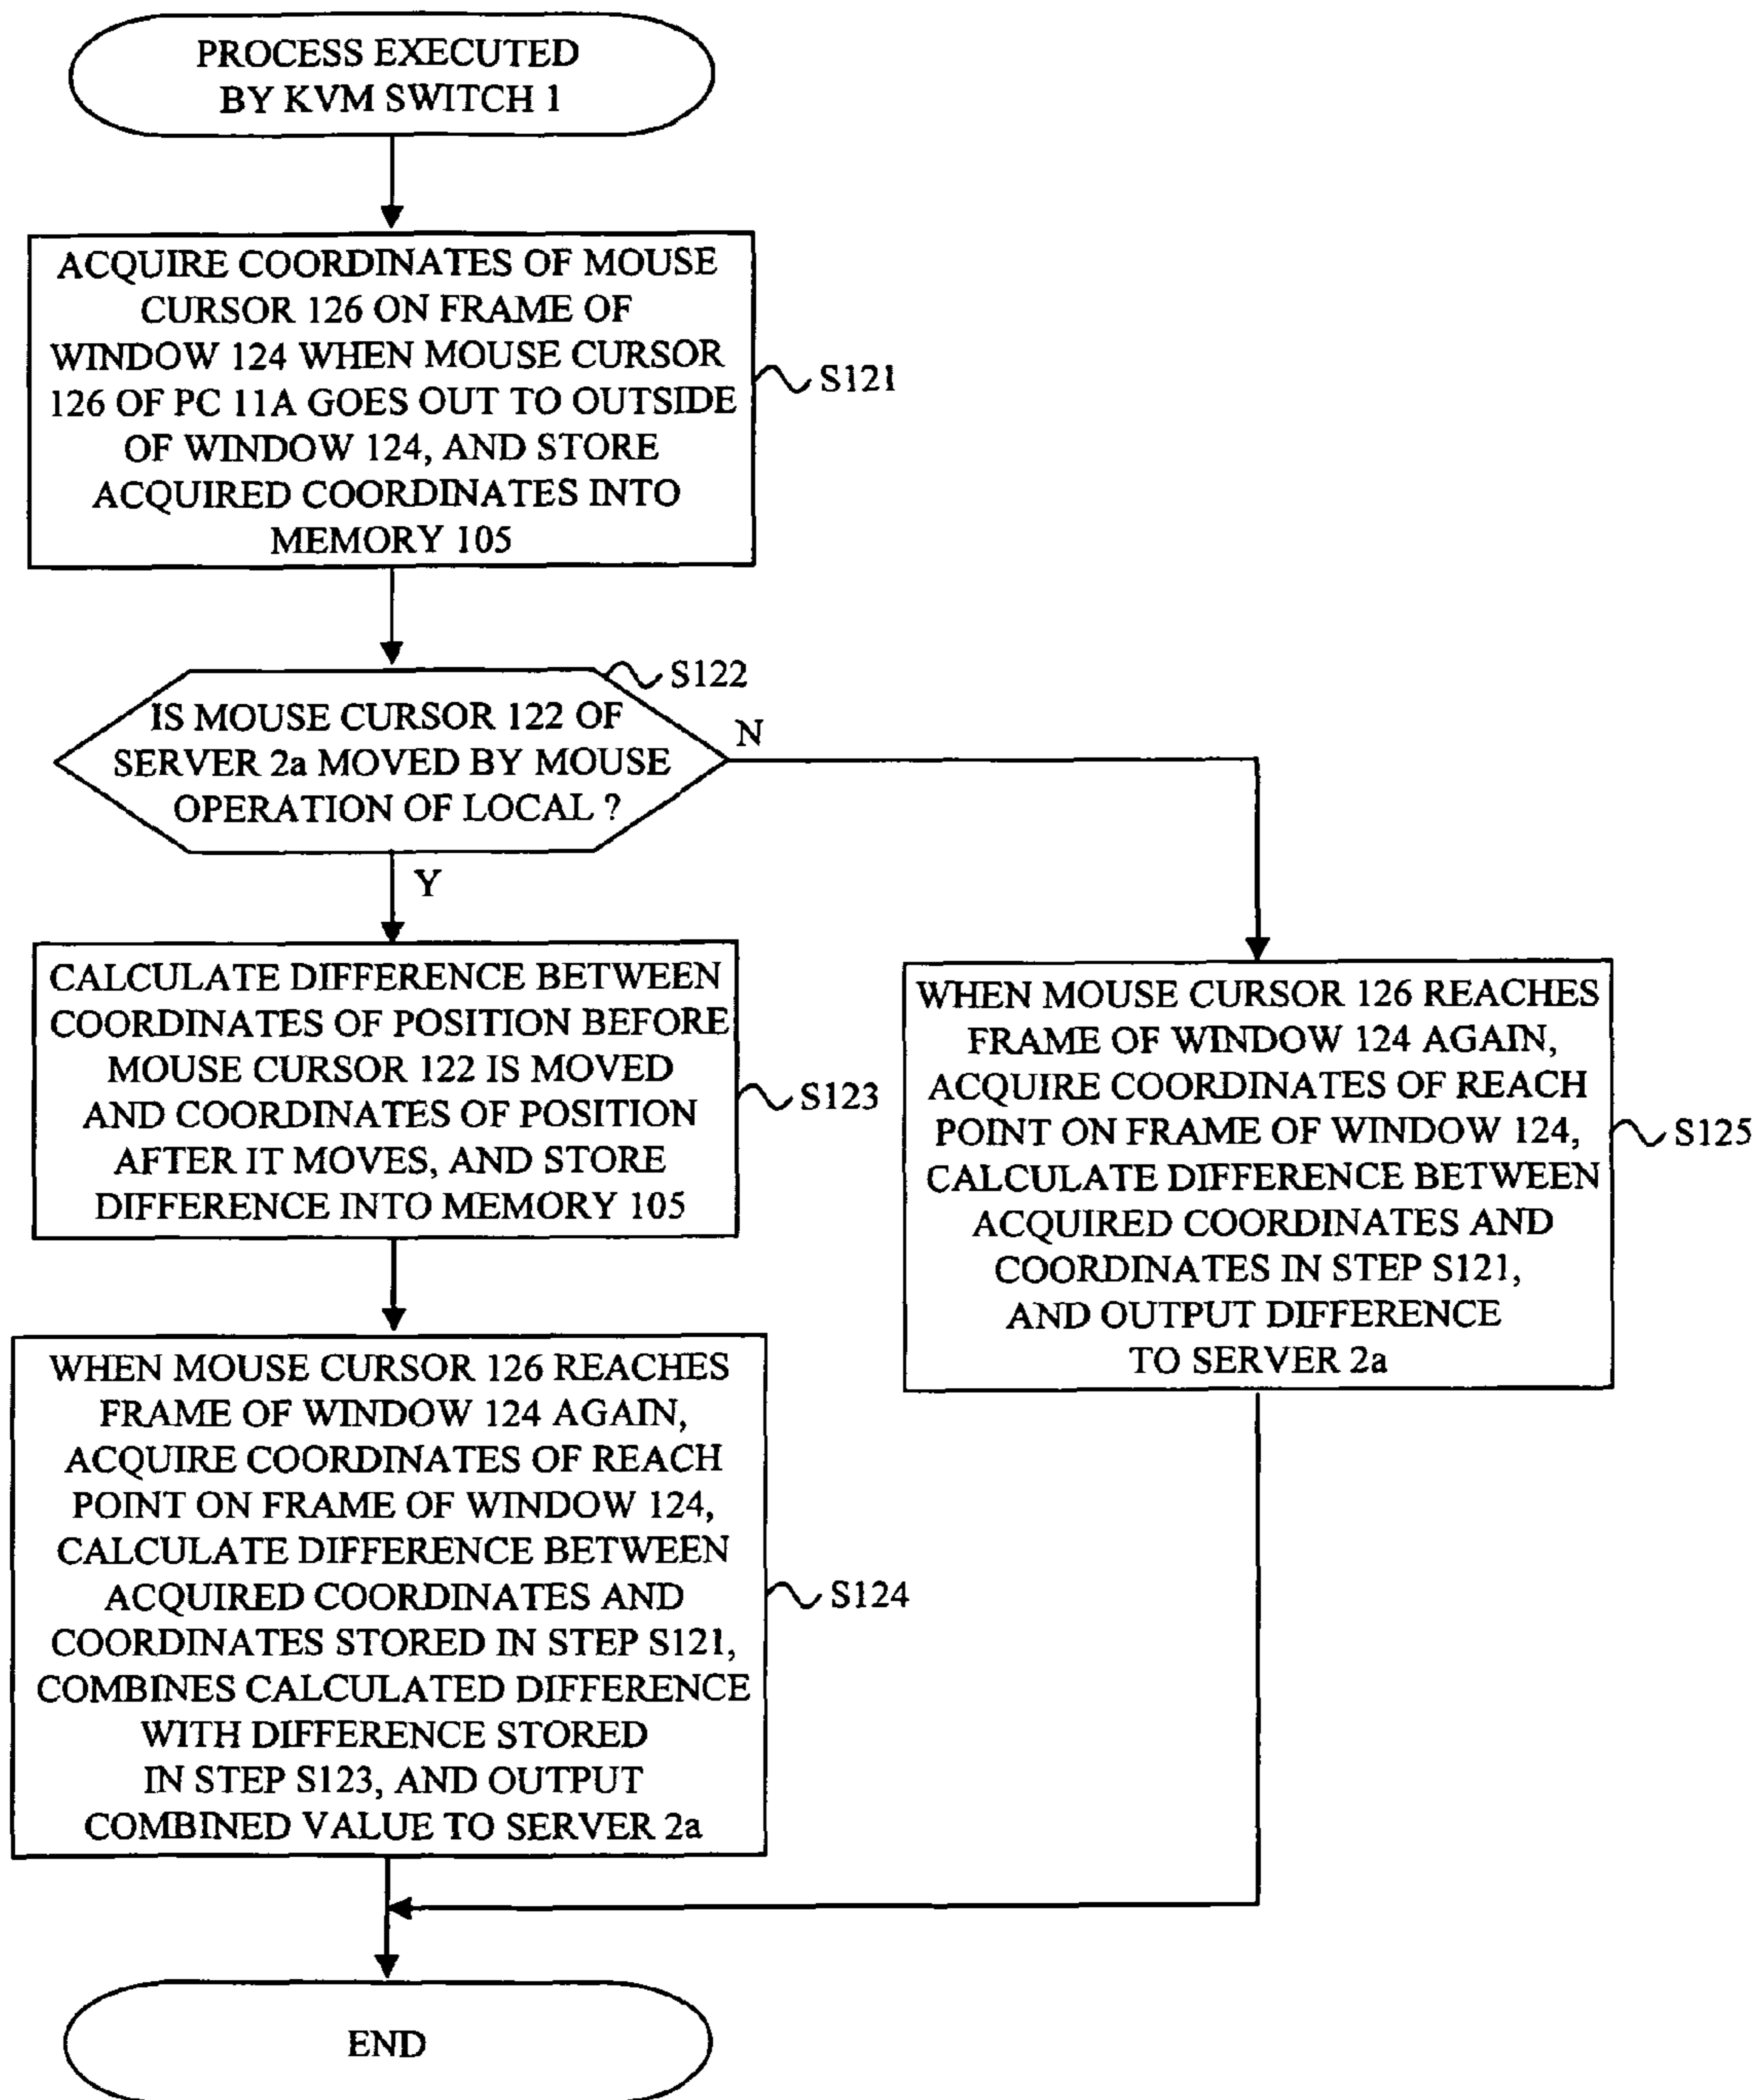 PROCESS EXECUTED
BY KVM SWITCH 1
ACQUIRE COORDINATES OF MOUSE
CURSOR 126 ON FRAME OF
WINDOW 124 WHEN MOUSE CURSOR
126 OF PC 11A GOES OUT TO OUTSIDE
OF WINDOW 124, AND STORE
ACQUIRED COORDINATES INTO
MEMORY 105
S121
S122
IS MOUSE CURSOR 122 OF
SERVER 2a MOVED BY MOUSE
OPERATION OF LOCAL ?
N
Y
CALCULATE DIFFERENCE BETWEEN
COORDINATES OF POSITION BEFORE
MOUSE CURSOR 122 IS MOVED
AND COORDINATES OF POSITION
AFTER IT MOVES, AND STORE
DIFFERENCE INTO MEMORY 105
S123
WHEN MOUSE CURSOR 126 REACHES
FRAME OF WINDOW 124 AGAIN,
ACQUIRE COORDINATES OF REACH
POINT ON FRAME OF WINDOW 124,
CALCULATE DIFFERENCE BETWEEN
ACQUIRED COORDINATES AND
COORDINATES IN STEP S121,
AND OUTPUT DIFFERENCE
TO SERVER 2a
S125
WHEN MOUSE CURSOR 126 REACHES
FRAME OF WINDOW 124 AGAIN,
ACQUIRE COORDINATES OF REACH
POINT ON FRAME OF WINDOW 124,
CALCULATE DIFFERENCE BETWEEN
ACQUIRED COORDINATES AND
COORDINATES STORED IN STEP S121,
COMBINES CALCULATED DIFFERENCE
WITH DIFFERENCE STORED
IN STEP S123, AND OUTPUT
COMBINED VALUE TO SERVER 2a
S124
END